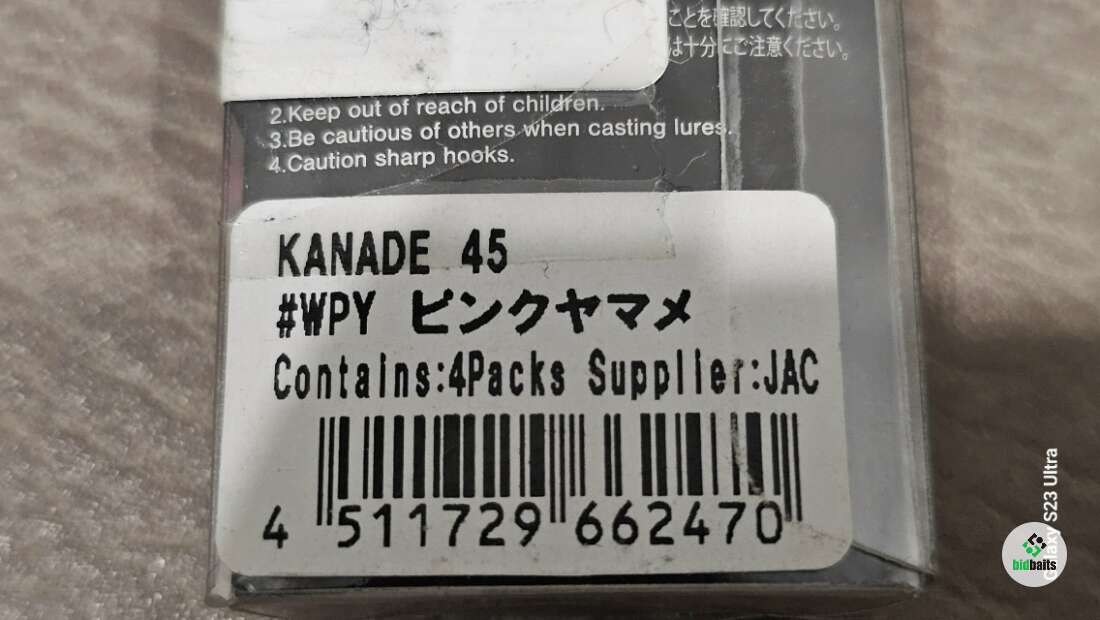 ことを確認してください。
は十分にご注意ください。
2.Keep out of reach of children.
3.Be cautious of others when casting lures.
4.Caution sharp hooks.
KANADE 45
#WPY ピンクヤマメ
Contains:4Packs Supplier:JAC
4 511729 662470
Galaxy S23 Ultra
bidbaits